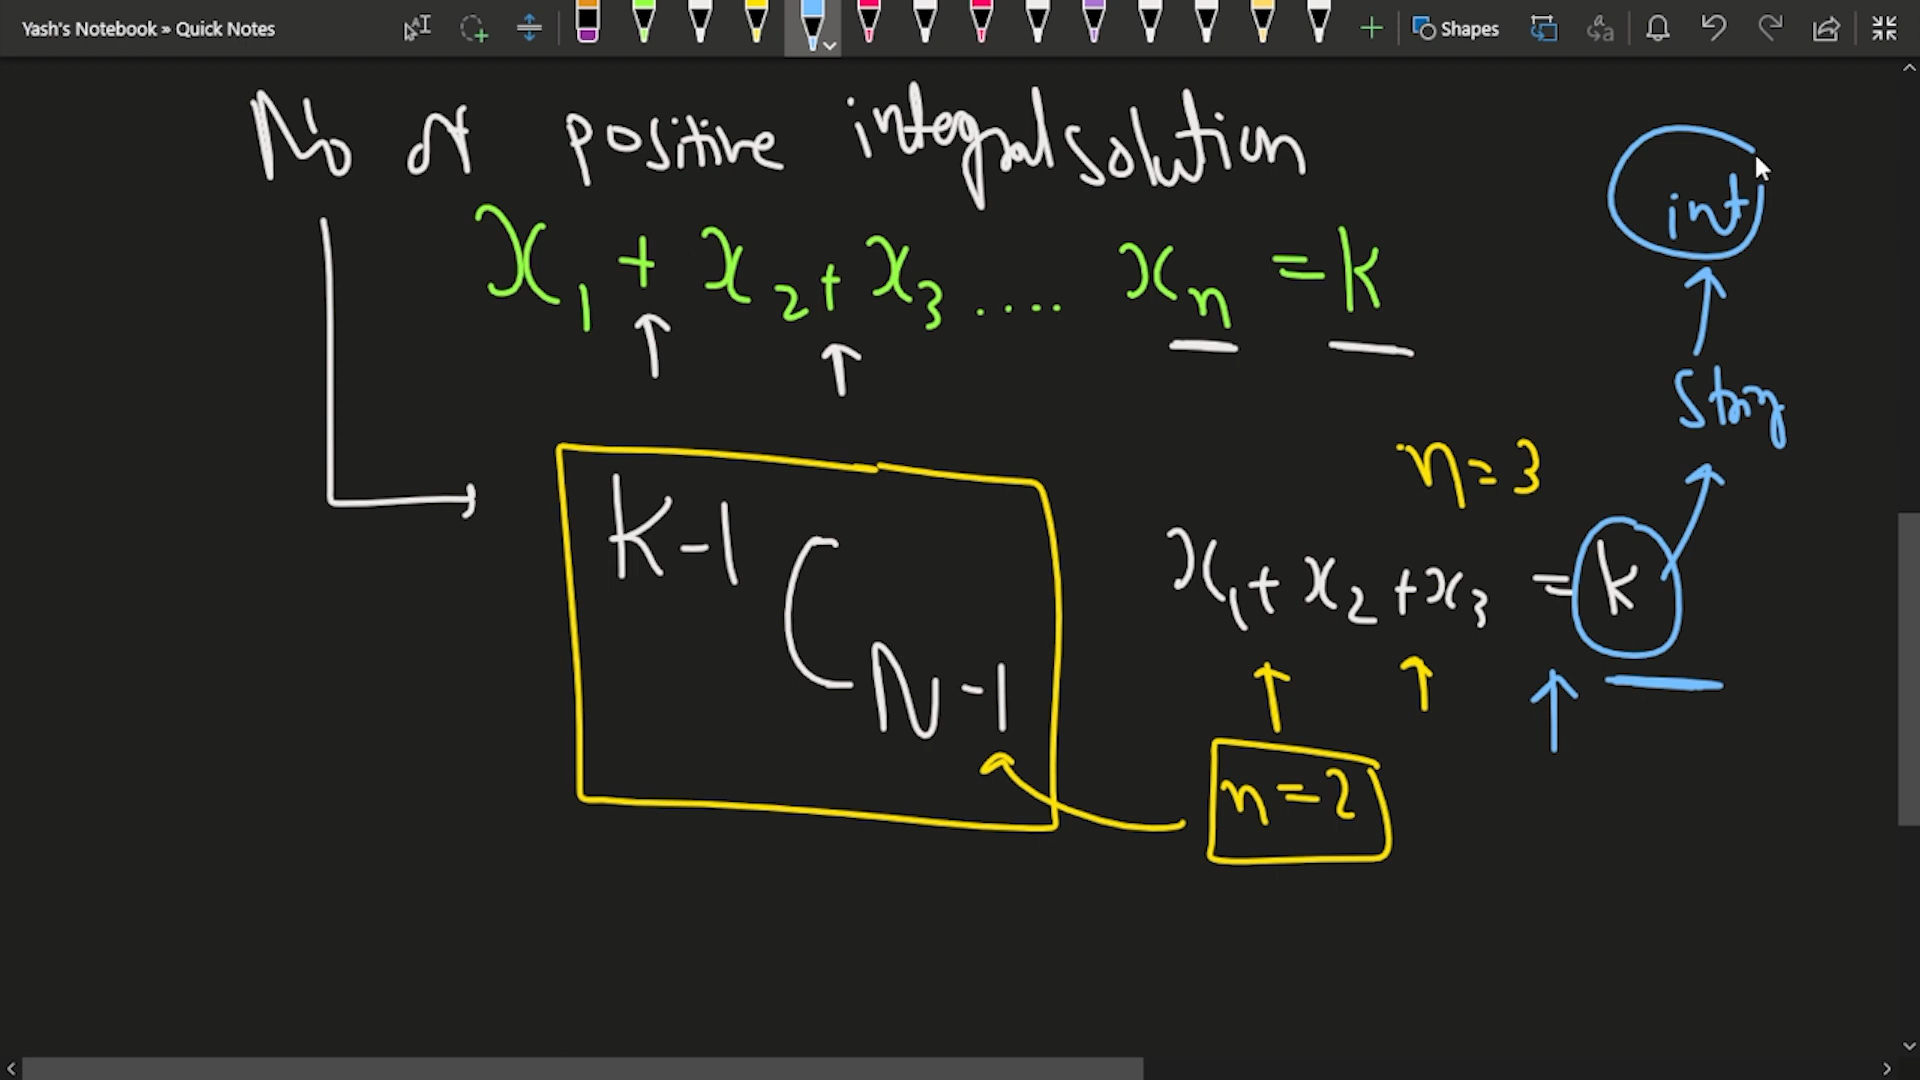 Yash's Notebook » Quick Notes
Shapes
No of positive integral solution
int
x₁ + x₂ + x₃ .... xₙ = k
String
n = 3
K-1
C
N-1
x₁ + x₂ + x₃ = k
n = 2